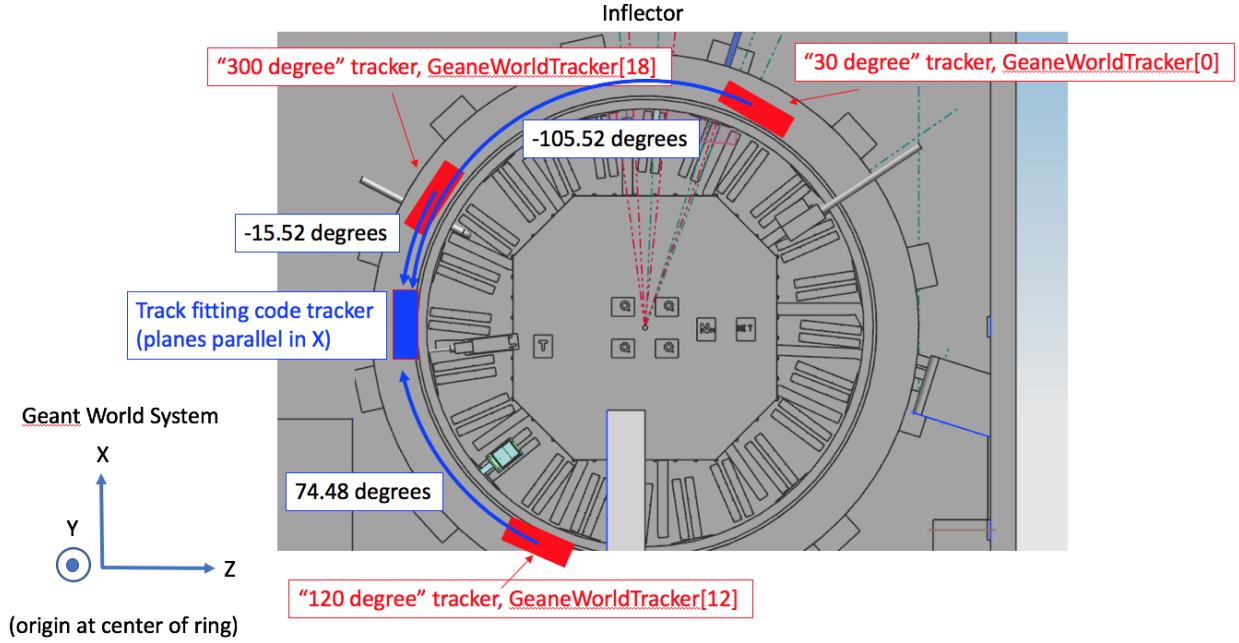 Inflector
“300 degree” tracker, GeaneWorldTracker[18]
“30 degree” tracker, GeaneWorldTracker[0]
-105.52 degrees
-15.52 degrees
Track fitting code tracker
(planes parallel in X)
Q
Q
T
Q
Q
Geant World System
X
74.48 degrees
Y
Z
“120 degree” tracker, GeaneWorldTracker[12]
(origin at center of ring)